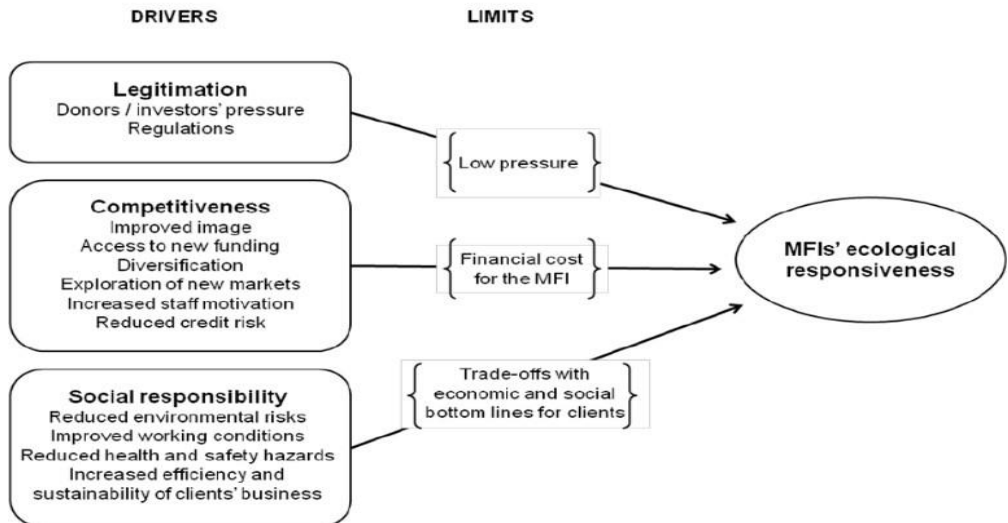 DRIVERS
LIMITS
Legitimation
Donors / investors' pressure
Regulations
Low pressure
Competitiveness
Improved image
Access to new funding
Diversification
Exploration of new markets
Increased staff motivation
Reduced credit risk
Financial cost
for the MFI
MFIs' ecological
responsiveness
Social responsibility
Reduced environmental risks
Improved working conditions
Reduced health and safety hazards
Increased efficiency and
sustainability of clients' business
Trade-offs with
economic and social
bottom lines for clients